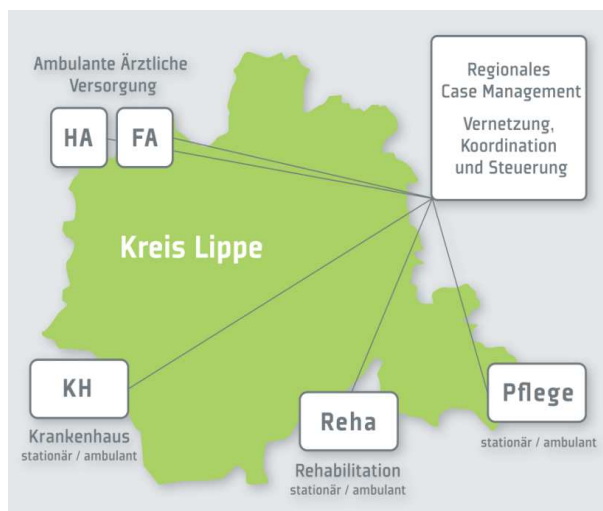 Ambulante Ärztliche
Versorgung
HA
FA
Regionales
Case Management
Vernetzung,
Koordination
und Steuerung
Kreis Lippe
KH
Krankenhaus
stationär / ambulant
Reha
Rehabilitation
stationär / ambulant
Pflege
stationär / ambulant